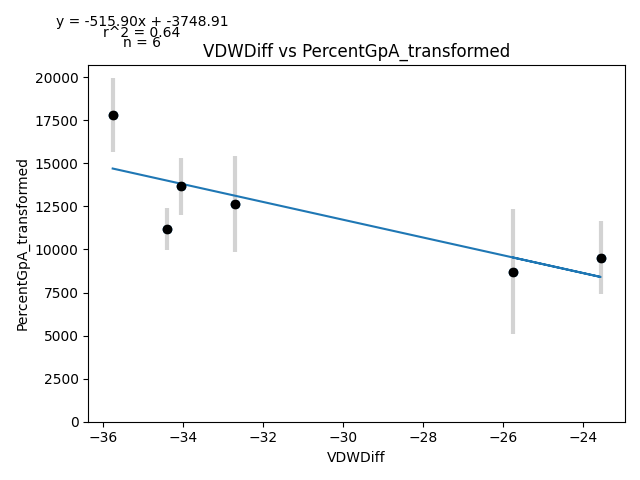 y = -515.90x + -3748.91
r^2 = 0.64
n = 6
VDWDiff vs PercentGpA_transformed
PercentGpA_transformed
20000
17500
15000
12500
10000
7500
5000
2500
0
−36 −34 −32 −30 −28 −26 −24
VDWDiff